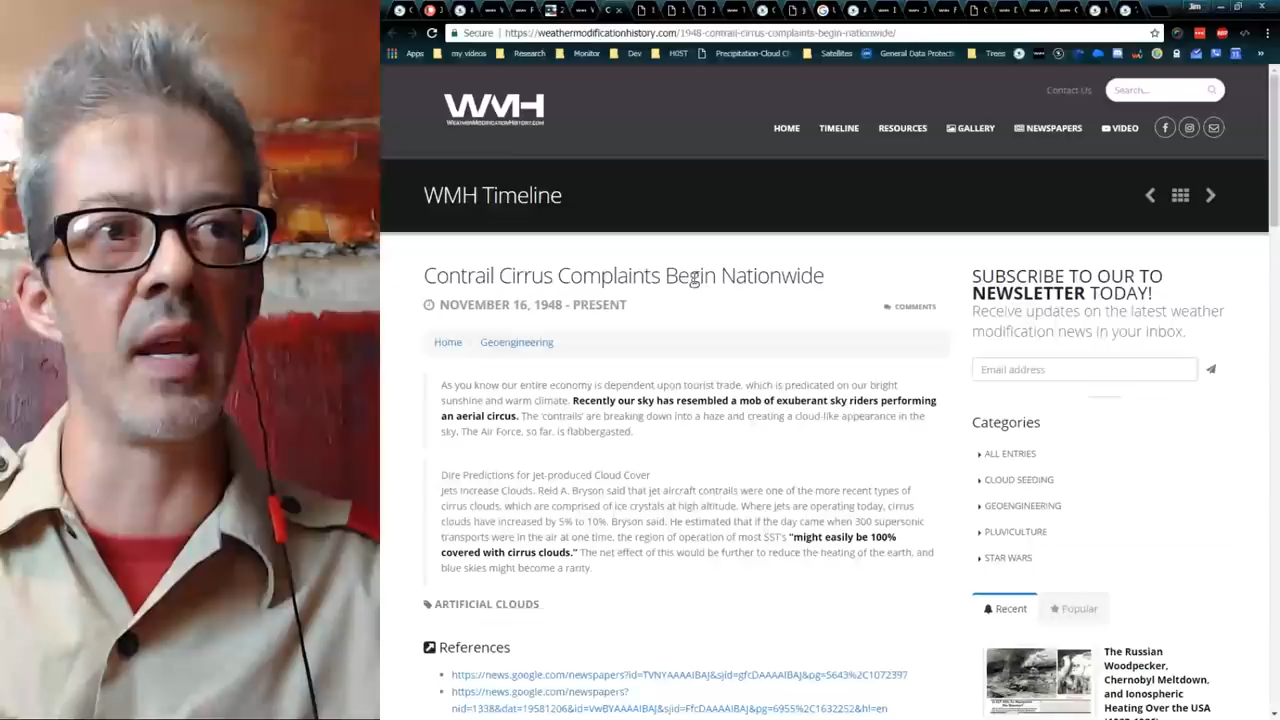 Jim
Secure
https://weathermodificationhistory.com/1948-contrail-cirrus-complaints-begin-nationwide/
Apps
my videos
Research
Monitor
Dev
HOST
Precipitation-Cloud
Satellites
General Data Protect
Trees
WMH
WEATHERMODIFICATIONHISTORY.COM
Contact Us
Search...
HOME
TIMELINE
RESOURCES
GALLERY
NEWSPAPERS
VIDEO
WMH Timeline
Contrail Cirrus Complaints Begin Nationwide
NOVEMBER 16, 1948 - PRESENT
COMMENTS
Home
Geoengineering
As you know our entire economy is dependent upon tourist trade, which is predicated on our bright
sunshine and warm climate. Recently our sky has resembled a mob of exuberant sky riders performing
an aerial circus. The 'contrails' are breaking down into a haze and creating a cloud-like appearance in the
sky. The Air Force, so far, is flabbergasted.
Dire Predictions for Jet-produced Cloud Cover
Jets Increase Clouds. Reid A. Bryson said that jet aircraft contrails were one of the more recent types of
cirrus clouds, which are comprised of ice crystals at high altitude. Where jets are operating today, cirrus
clouds have increased by 5% to 10%. Bryson said. He estimated that if the day came when 300 supersonic
transports were in the air at one time, the region of operation of most SST's "might easily be 100%
covered with cirrus clouds." The net effect of this would be further to reduce the heating of the earth, and
blue skies might become a rarity.
ARTIFICIAL CLOUDS
References
https://news.google.com/newspapers?id=TVNYAAAAIBAJ&sjid=gfcDAAAAIBAJ&pg=5643%2C1072397
https://news.google.com/newspapers?
nid=1338&dat=19581206&id=VwBYAAAAIBAJ&sjid=FfcDAAAAIBAJ&pg=6955%2C1632252&hl=en
SUBSCRIBE TO OUR TO
NEWSLETTER TODAY!
Receive updates on the latest weather
modification news in your inbox.
Email address
Categories
ALL ENTRIES
CLOUD SEEDING
GEOENGINEERING
PLUVICULTURE
STAR WARS
Recent
Popular
The Russian
Woodpecker,
Chernobyl Meltdown,
and Ionospheric
Heating Over the USA